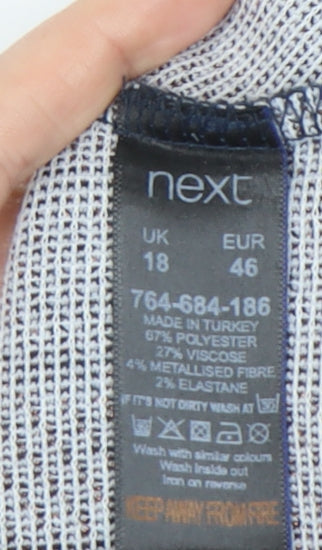 next
UK EUR
18 46
764-684-186
MADE IN TURKEY
67% POLYESTER
27% VISCOSE
4% METALLISED FIBRE
2% ELASTANE
IF IT'S NOT DIRTY WASH AT 30
Wash with similar colours
Wash inside out
Iron on reverse
KEEP AWAY FROM FIRE